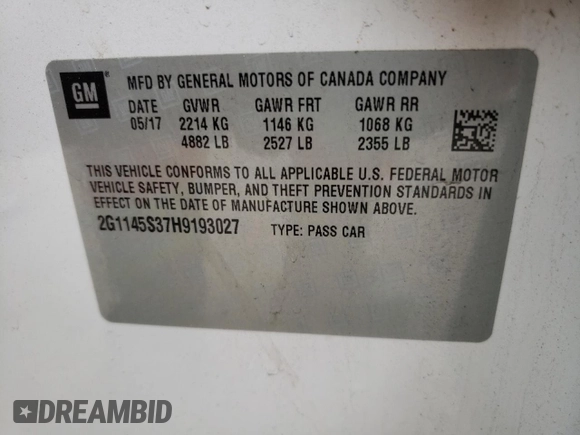 GM
MFD BY GENERAL MOTORS OF CANADA COMPANY
DATE GVWR GAWR FRT GAWR RR
05/17 2214 KG 1146 KG 1068 KG
4882 LB 2527 LB 2355 LB
THIS VEHICLE CONFORMS TO ALL APPLICABLE U.S. FEDERAL MOTOR
VEHICLE SAFETY, BUMPER, AND THEFT PREVENTION STANDARDS IN
EFFECT ON THE DATE OF MANUFACTURE SHOWN ABOVE.
2G1145S37H9193027 TYPE: PASS CAR
DREAMBID